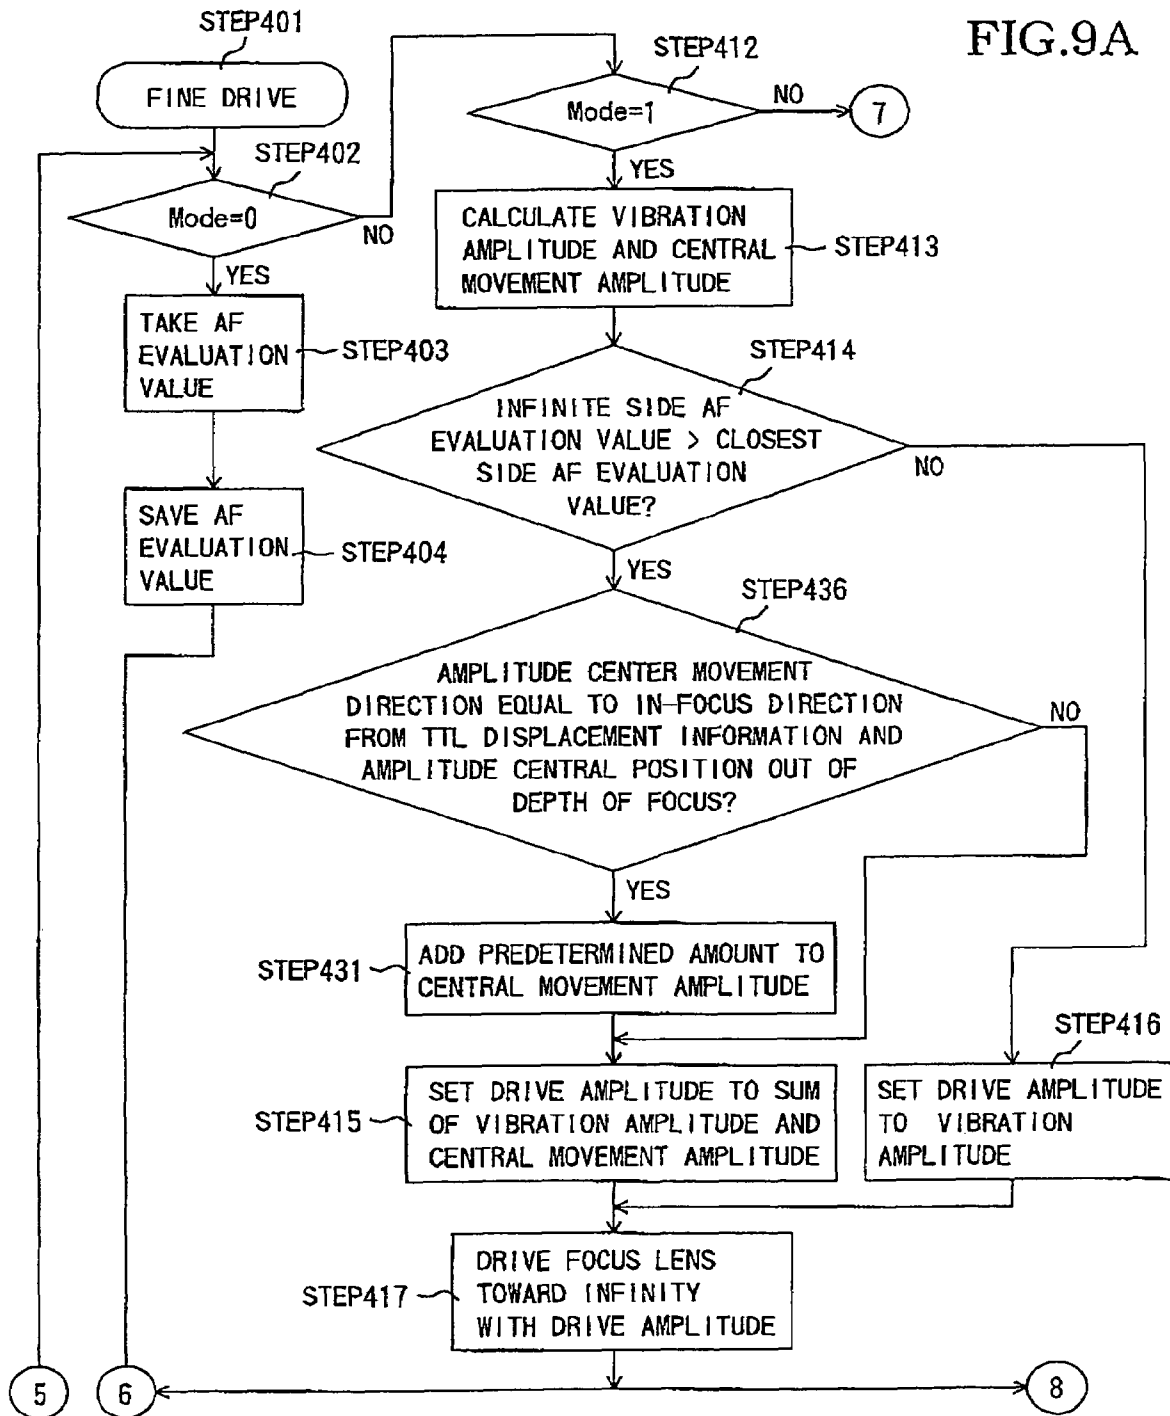 FIG.9A
STEP401
FINE DRIVE
STEP402
Mode=0
NO
YES
TAKE AF
EVALUATION
VALUE
STEP403
SAVE AF
EVALUATION
VALUE
STEP404
STEP412
Mode=1
NO
7
YES
CALCULATE VIBRATION
AMPLITUDE AND CENTRAL
MOVEMENT AMPLITUDE
STEP413
STEP414
INFINITE SIDE AF
EVALUATION VALUE > CLOSEST
SIDE AF EVALUATION
VALUE?
NO
YES
STEP436
AMPLITUDE CENTER MOVEMENT
DIRECTION EQUAL TO IN-FOCUS DIRECTION
FROM TTL DISPLACEMENT INFORMATION AND
AMPLITUDE CENTRAL POSITION OUT OF
DEPTH OF FOCUS?
NO
YES
STEP431
ADD PREDETERMINED AMOUNT TO
CENTRAL MOVEMENT AMPLITUDE
STEP415
SET DRIVE AMPLITUDE TO SUM
OF VIBRATION AMPLITUDE AND
CENTRAL MOVEMENT AMPLITUDE
STEP416
SET DRIVE AMPLITUDE
TO VIBRATION
AMPLITUDE
STEP417
DRIVE FOCUS LENS
TOWARD INFINITY
WITH DRIVE AMPLITUDE
5
6
8